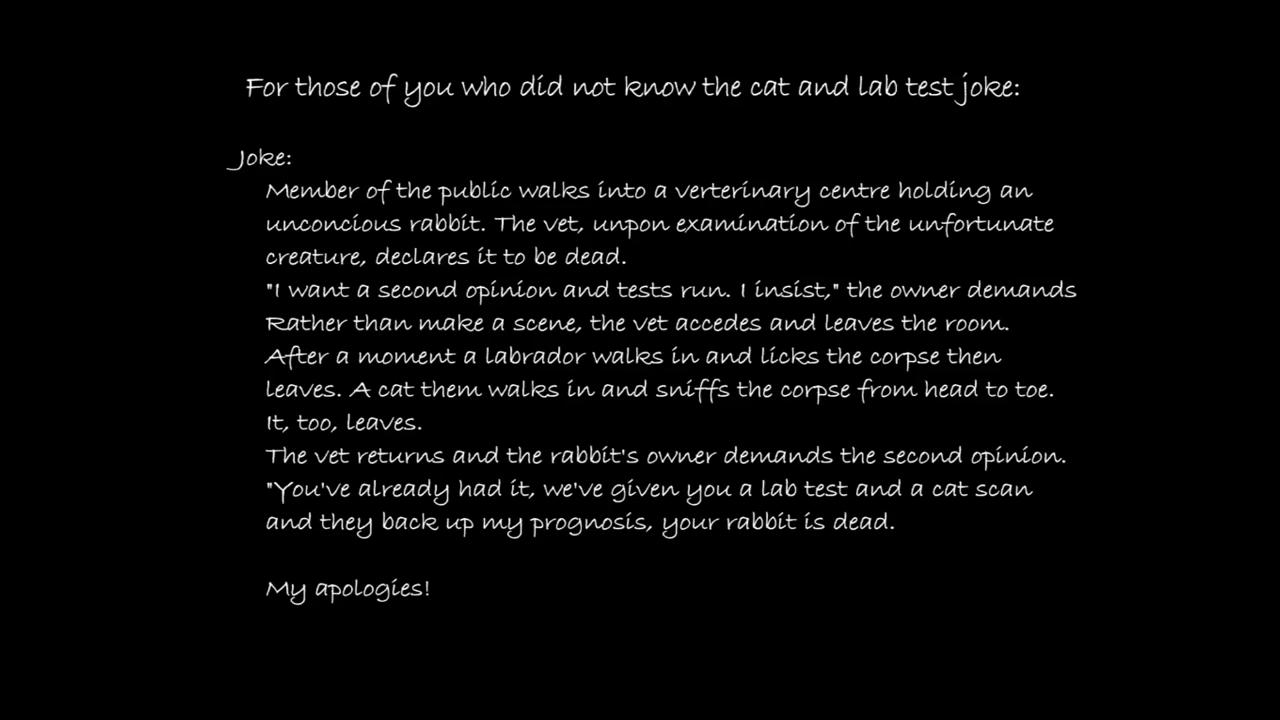 For those of you who did not know the cat and lab test joke:
Joke:
Member of the public walks into a verterinary centre holding an
unconcious rabbit. The vet, unpon examination of the unfortunate
creature, declares it to be dead.
"I want a second opinion and tests run. I insist," the owner demands
Rather than make a scene, the vet accedes and leaves the room.
After a moment a labrador walks in and licks the corpse then
leaves. A cat them walks in and sniffs the corpse from head to toe.
It, too, leaves.
The vet returns and the rabbit's owner demands the second opinion.
"You've already had it, we've given you a lab test and a cat scan
and they back up my prognosis, your rabbit is dead.
My apologies!